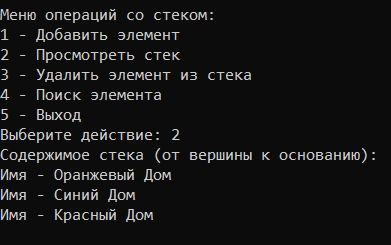 Меню операций со стеком:
1 - Добавить элемент
2 - Просмотреть стек
3 - Удалить элемент из стека
4 - Поиск элемента
5 - Выход
Выберите действие: 2
Содержимое стека (от вершины к основанию):
Имя - Оранжевый Дом
Имя - Синий Дом
Имя - Красный Дом